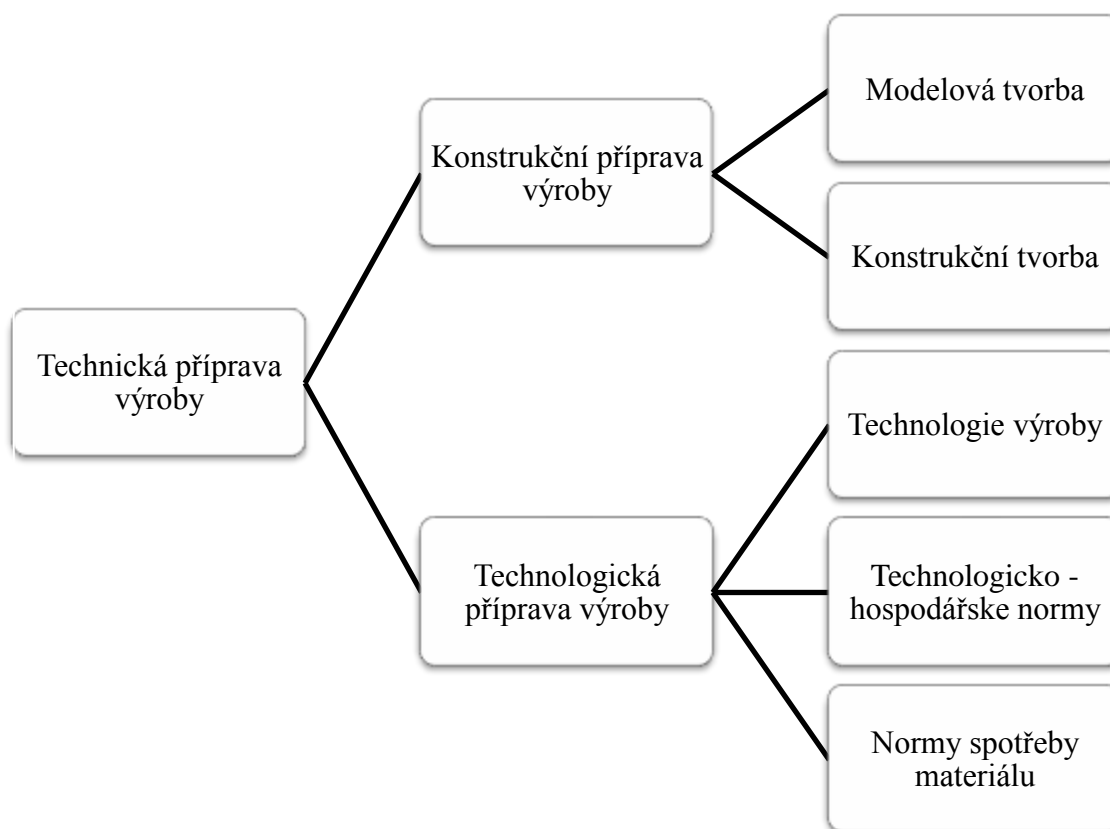 Modelová tvorba
Konstrukční příprava
výroby
Konstrukční tvorba
Technická příprava
výroby
Technologie výroby
Technologická
příprava výroby
Technologicko -
hospodářske normy
Normy spotřeby
materiálu